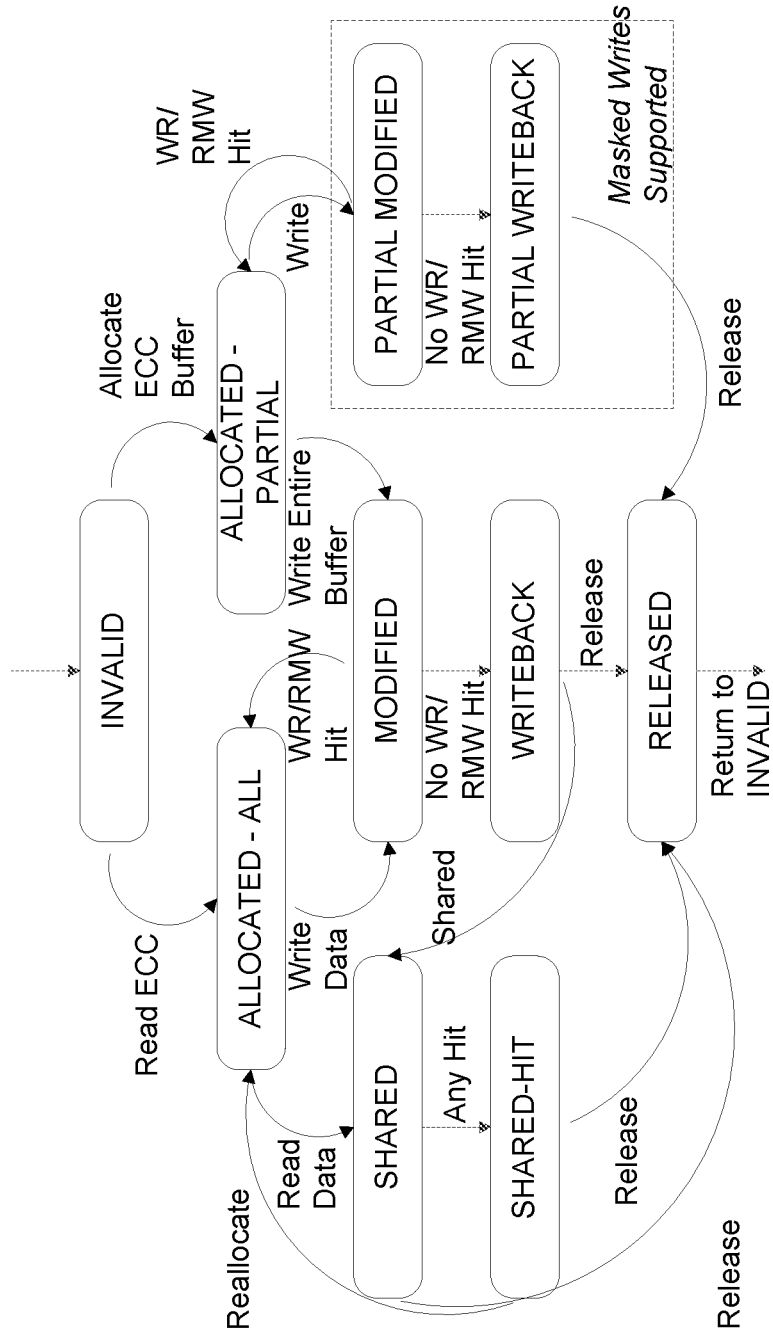 INVALID
Read ECC
Allocate
ECC
Buffer
ALLOCATED - ALL
ALLOCATED -
PARTIAL
WR/
RMW
Hit
Reallocate
Read
Data
Write
Data
WR/RMW
Hit
Write Entire
Buffer
Write
SHARED
MODIFIED
PARTIAL MODIFIED
Any Hit
Shared
No WR/
RMW Hit
No WR/
RMW Hit
SHARED-HIT
WRITEBACK
PARTIAL WRITEBACK
Masked Writes
Supported
Release
Release
Release
RELEASED
Release
Return to
INVALID